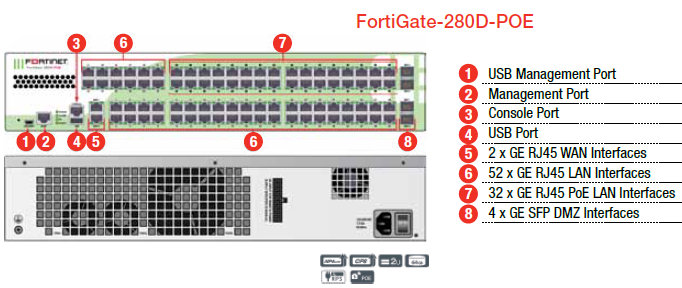 FortiGate-280D-POE
3
6
7
FORTINET
1
2
4
5
6
8
1 USB Management Port
2 Management Port
3 Console Port
4 USB Port
5 2 x GE RJ45 WAN Interfaces
6 52 x GE RJ45 LAN Interfaces
7 32 x GE RJ45 PoE LAN Interfaces
8 4 x GE SFP DMZ Interfaces
CP8
2U
RPS
POE